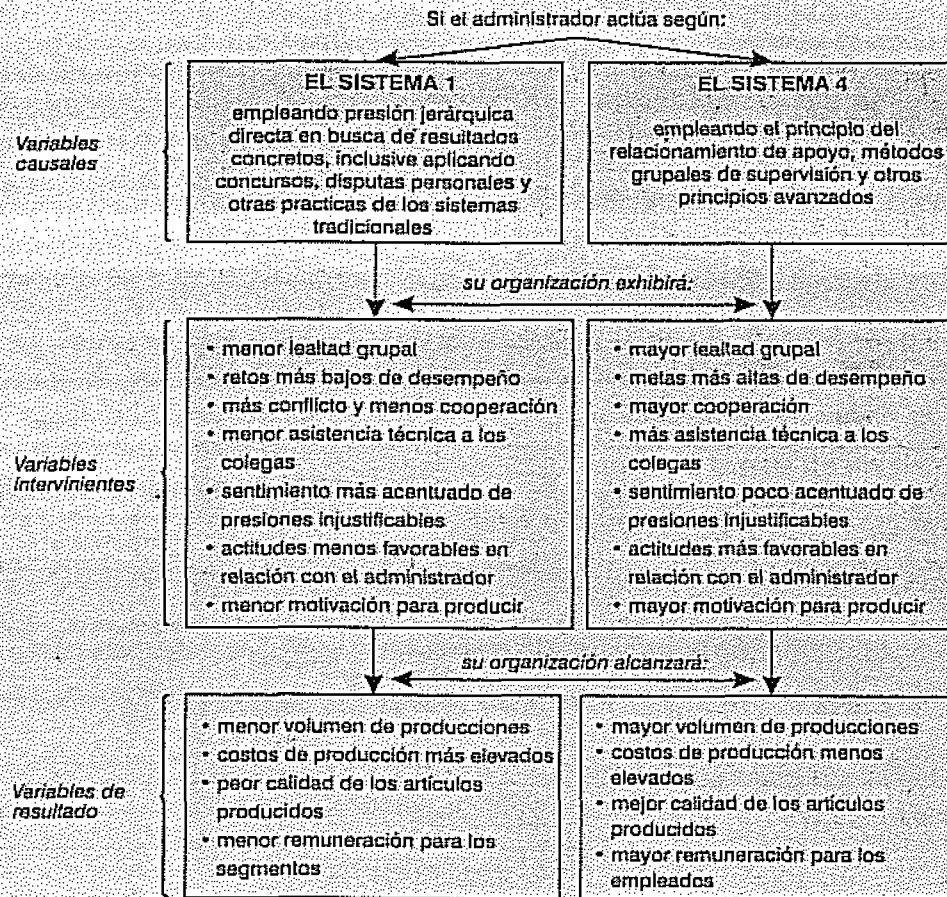 Si el administrador actúa según:
Variables
causales
EL SISTEMA 1
empleando presión jerárquica
directa en busca de resultados
concretos, inclusive aplicando
concursos, disputas personales y
otras practicas de los sistemas
tradicionales
EL SISTEMA 4
empleando el principio del
relacionamiento de apoyo, métodos
grupales de supervisión y otros
principios avanzados
su organización exhibirá:
Variables
Intervinientes
• menor lealtad grupal
• retos más bajos de desempeño
• más conflicto y menos cooperación
• menor asistencia técnica a los
colegas
• sentimiento más acentuado de
presiones injustificables
• actitudes menos favorables en
relación con el administrador
• menor motivación para producir
• mayor lealtad grupal
• metas más altas de desempeño
• mayor cooperación
• más asistencia técnica a los
colegas
• sentimiento poco acentuado de
presiones injustificables
• actitudes más favorables en
relación con el administrador
• mayor motivación para producir
su organización alcanzará:
Variables de
resultado
• menor volumen de producciones
• costos de producción más elevados
• peor calidad de los artículos
producidos
• menor remuneración para los
segmentos
• mayor volumen de producciones
• costos de producción menos
elevados
• mejor calidad de los artículos
producidos
• mayor remuneración para los
empleados